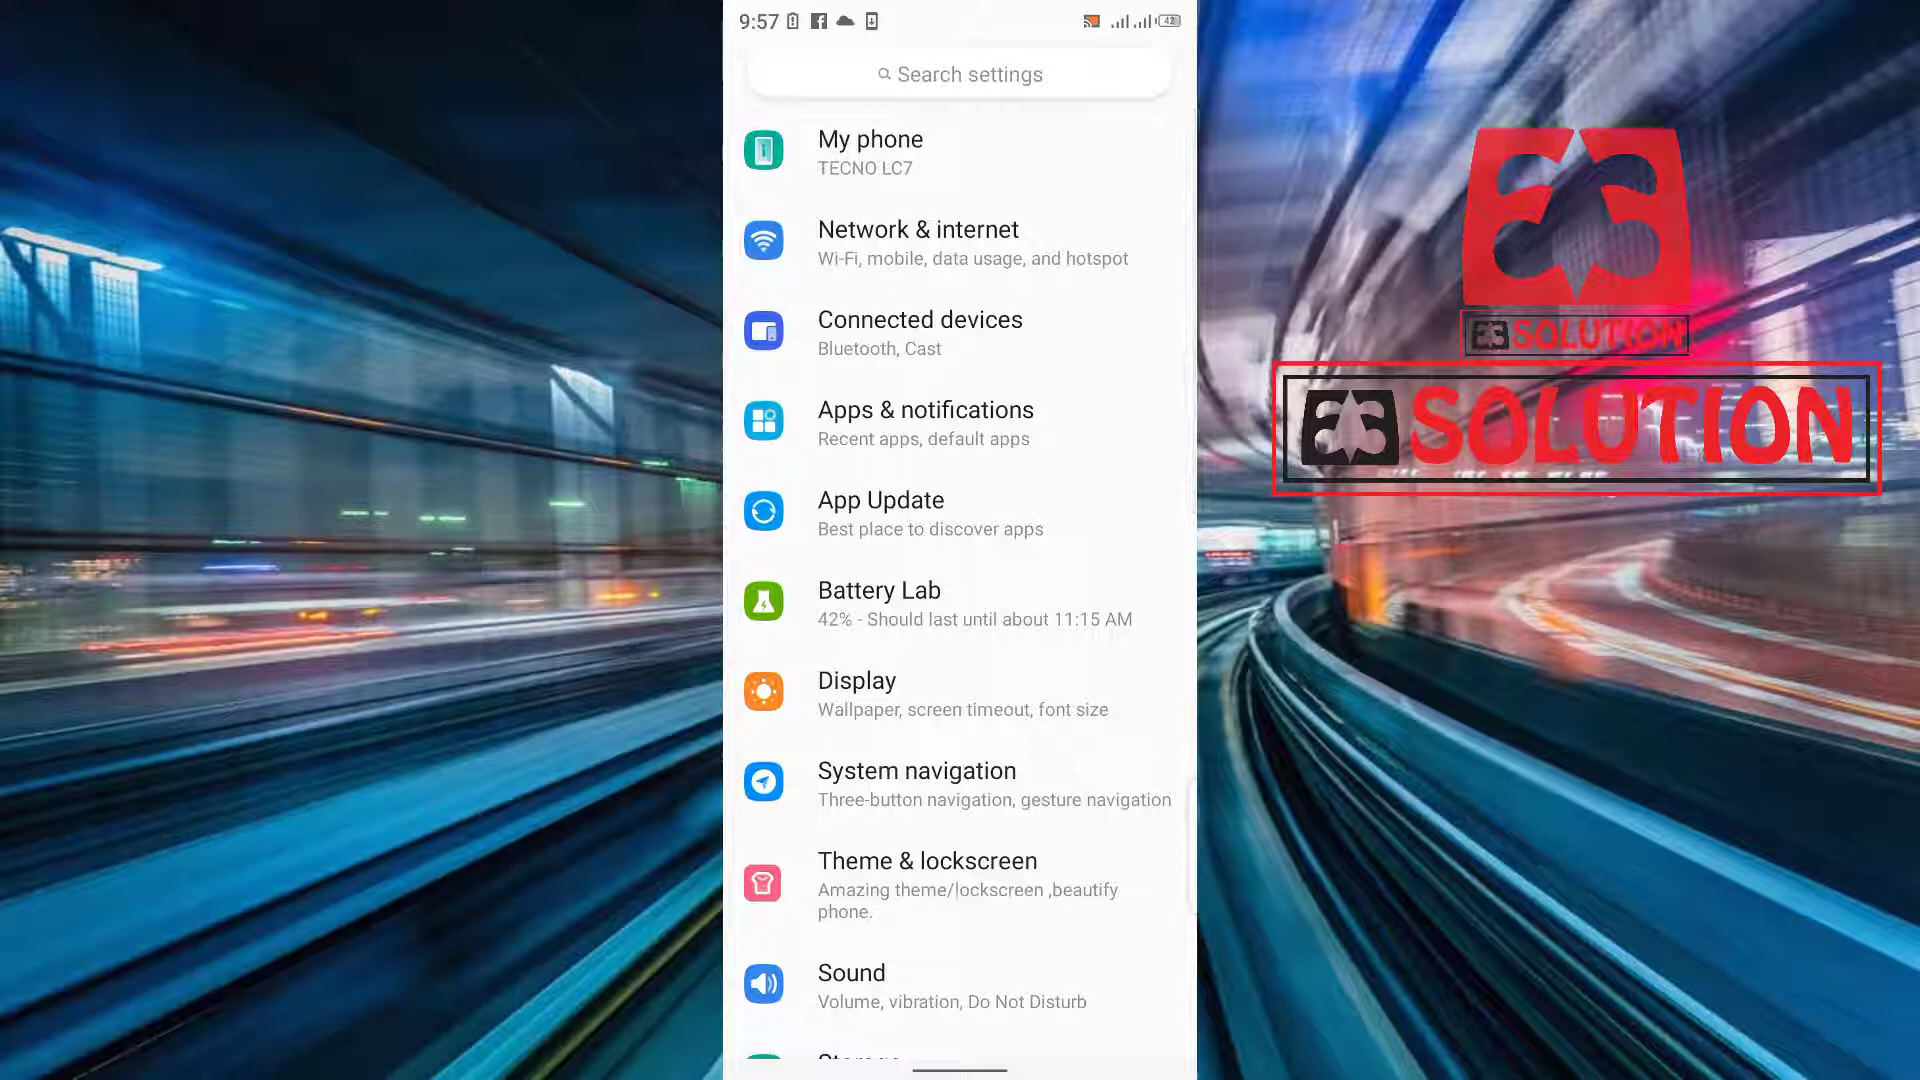 9:57
42
Search settings
My phone
TECNO LC7
Network & internet
Wi-Fi, mobile, data usage, and hotspot
Connected devices
Bluetooth, Cast
Apps & notifications
Recent apps, default apps
App Update
Best place to discover apps
Battery Lab
42% - Should last until about 11:15 AM
Display
Wallpaper, screen timeout, font size
System navigation
Three-button navigation, gesture navigation
Theme & lockscreen
Amazing theme/lockscreen ,beautify
phone.
Sound
Volume, vibration, Do Not Disturb
SOLUTION
SOLUTION